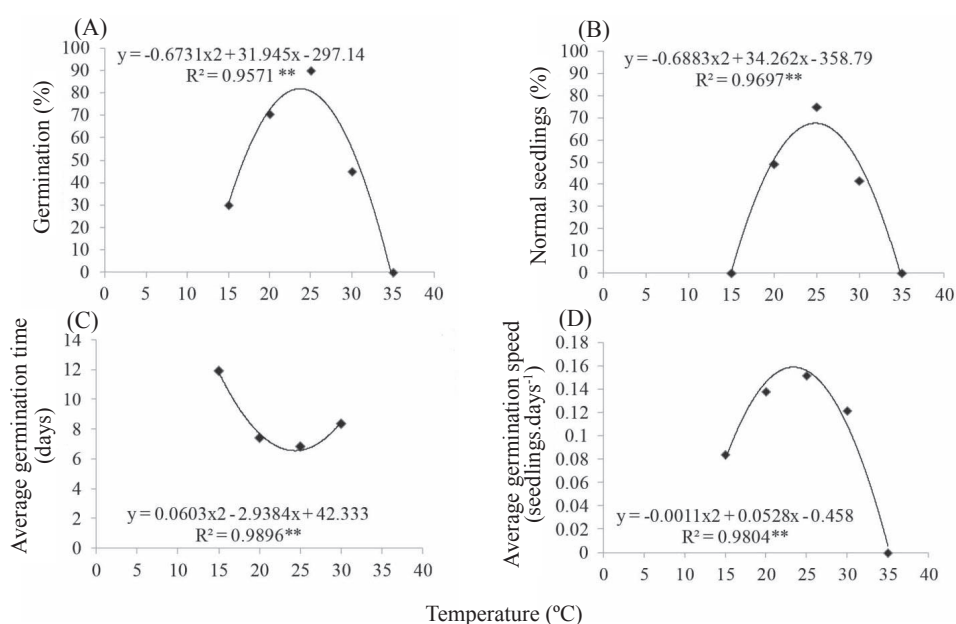 (A)
y = -0.6731x2 + 31.945x - 297.14
R² = 0.9571 **
Germination (%)
100
90
80
70
60
50
40
30
20
10
0
0 5 10 15 20 25 30 35 40
(B)
y = -0.6883x2 + 34.262x - 358.79
R² = 0.9697**
Normal seedlings (%)
100
90
80
70
60
50
40
30
20
10
0
0 5 10 15 20 25 30 35 40
(C)
Average germination time
(days)
14
12
10
8
6
4
2
0
y = 0.0603x2 - 2.9384x + 42.333
R² = 0.9896**
0 5 10 15 20 25 30 35 40
(D)
Average germination speed
(seedlings.days-1)
0.18
0.16
0.14
0.12
0.1
0.08
0.06
0.04
0.02
0
y = -0.0011x2 + 0.0528x - 0.458
R² = 0.9804**
0 5 10 15 20 25 30 35 40
Temperature (ºC)